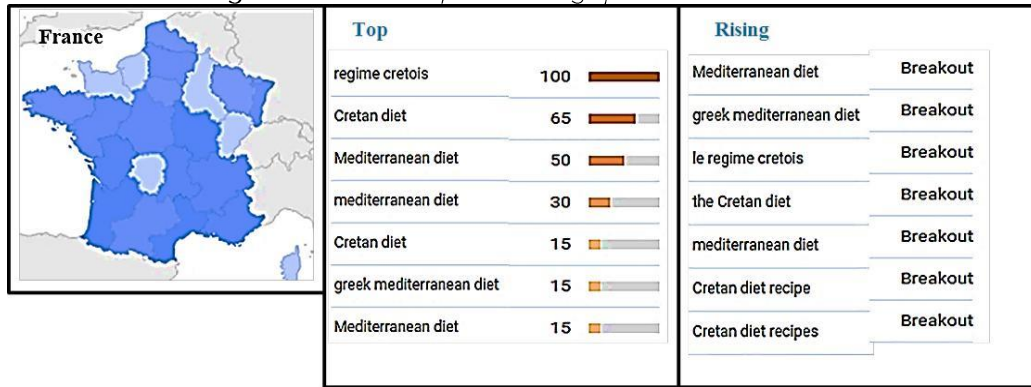 France
Top
regime cretois 100
Cretan diet 65
Mediterranean diet 50
mediterranean diet 30
Cretan diet 15
greek mediterranean diet 15
Mediterranean diet 15
Rising
Mediterranean diet Breakout
greek mediterranean diet Breakout
le regime cretois Breakout
the Cretan diet Breakout
mediterranean diet Breakout
Cretan diet recipe Breakout
Cretan diet recipes Breakout